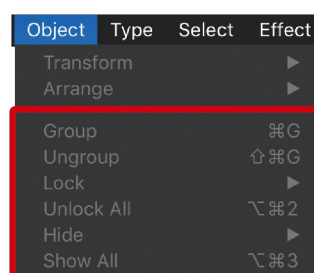 Object Type Select Effect
Transform ▶
Arrange ▶
Group ⌘G
Ungroup ⇧⌘G
Lock ▶
Unlock All ⌥⌘2
Hide ▶
Show All ⌥⌘3